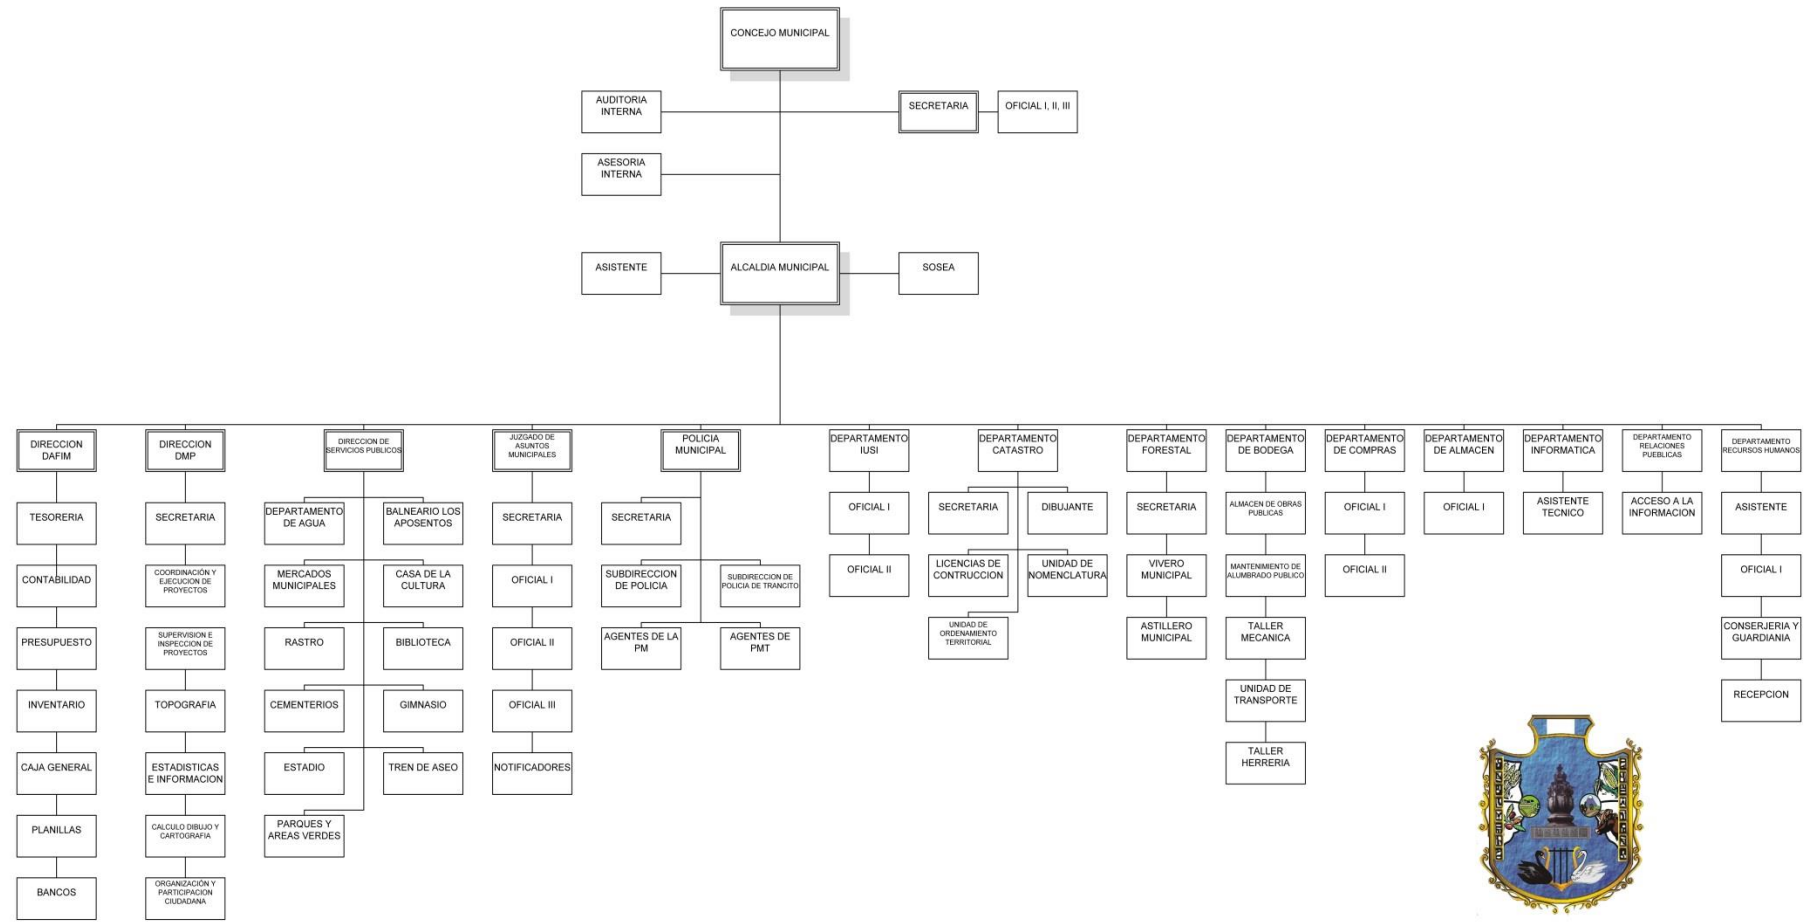 CONCEJO MUNICIPAL
AUDITORIA
INTERNA
SECRETARIA
OFICIAL I, II, III
ASESORIA
INTERNA
ASISTENTE
ALCALDIA MUNICIPAL
SOSEA
DIRECCION
DAFIM
TESORERIA
CONTABILIDAD
PRESUPUESTO
INVENTARIO
CAJA GENERAL
PLANILLAS
BANCOS
DIRECCION
DMP
SECRETARIA
COORDINACIÓN Y
EJECUCION DE
PROYECTOS
SUPERVISION E
INSPECCION DE
PROYECTOS
TOPOGRAFIA
ESTADISTICAS
E INFORMACION
CALCULO DIBUJO Y
CARTOGRAFIA
ORGANIZACIÓN Y
PARTICIPACION
CIUDADANA
DIRECCION DE
SERVICIOS PUBLICOS
DEPARTAMENTO
DE AGUA
BALNEARIO LOS
APOSENTOS
MERCADOS
MUNICIPALES
CASA DE LA
CULTURA
RASTRO
BIBLIOTECA
CEMENTERIOS
GIMNASIO
ESTADIO
TREN DE ASEO
PARQUES Y
AREAS VERDES
JUZGADO DE
ASUNTOS
MUNICIPALES
SECRETARIA
OFICIAL I
OFICIAL II
OFICIAL III
NOTIFICADORES
POLICIA
MUNICIPAL
SECRETARIA
SUBDIRECCION
DE POLICIA
SUBDIRECCION DE
POLICIA DE TRANCITO
AGENTES DE LA
PM
AGENTES DE
PMT
DEPARTAMENTO
IUSI
OFICIAL I
OFICIAL II
DEPARTAMENTO
CATASTRO
SECRETARIA
DIBUJANTE
LICENCIAS DE
CONTRUCCION
UNIDAD DE
NOMENCLATURA
UNIDAD DE
ORDENAMIENTO
TERRITORIAL
DEPARTAMENTO
FORESTAL
SECRETARIA
VIVERO
MUNICIPAL
ASTILLERO
MUNICIPAL
DEPARTAMENTO
DE BODEGA
ALMACEN DE OBRAS
PUBLICAS
MANTENIMIENTO DE
ALUMBRADO PUBLICO
TALLER
MECANICA
UNIDAD DE
TRANSPORTE
TALLER
HERRERIA
DEPARTAMENTO
DE COMPRAS
OFICIAL I
OFICIAL II
DEPARTAMENTO
DE ALMACEN
OFICIAL I
DEPARTAMENTO
INFORMATICA
ASISTENTE
TECNICO
DEPARTAMENTO
RELACIONES
PUEBLICAS
ACCESO A LA
INFORMACION
DEPARTAMENTO
RECURSOS HUMANOS
ASISTENTE
OFICIAL I
CONSERJERIA Y
GUARDIANIA
RECEPCION